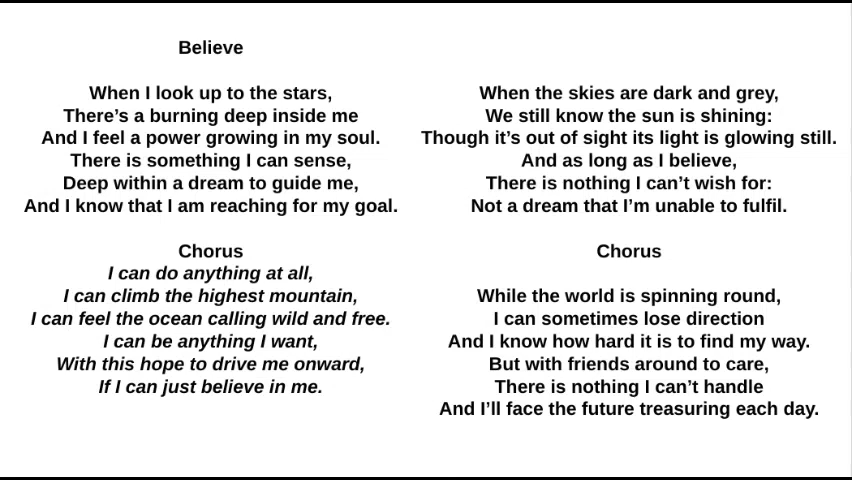 Believe
When I look up to the stars,
There's a burning deep inside me
And I feel a power growing in my soul.
There is something I can sense,
Deep within a dream to guide me,
And I know that I am reaching for my goal.
Chorus
I can do anything at all,
I can climb the highest mountain,
I can feel the ocean calling wild and free.
I can be anything I want,
With this hope to drive me onward,
If I can just believe in me.
When the skies are dark and grey,
We still know the sun is shining:
Though it's out of sight its light is glowing still.
And as long as I believe,
There is nothing I can't wish for:
Not a dream that I'm unable to fulfil.
Chorus
While the world is spinning round,
I can sometimes lose direction
And I know how hard it is to find my way.
But with friends around to care,
There is nothing I can't handle
And I'll face the future treasuring each day.